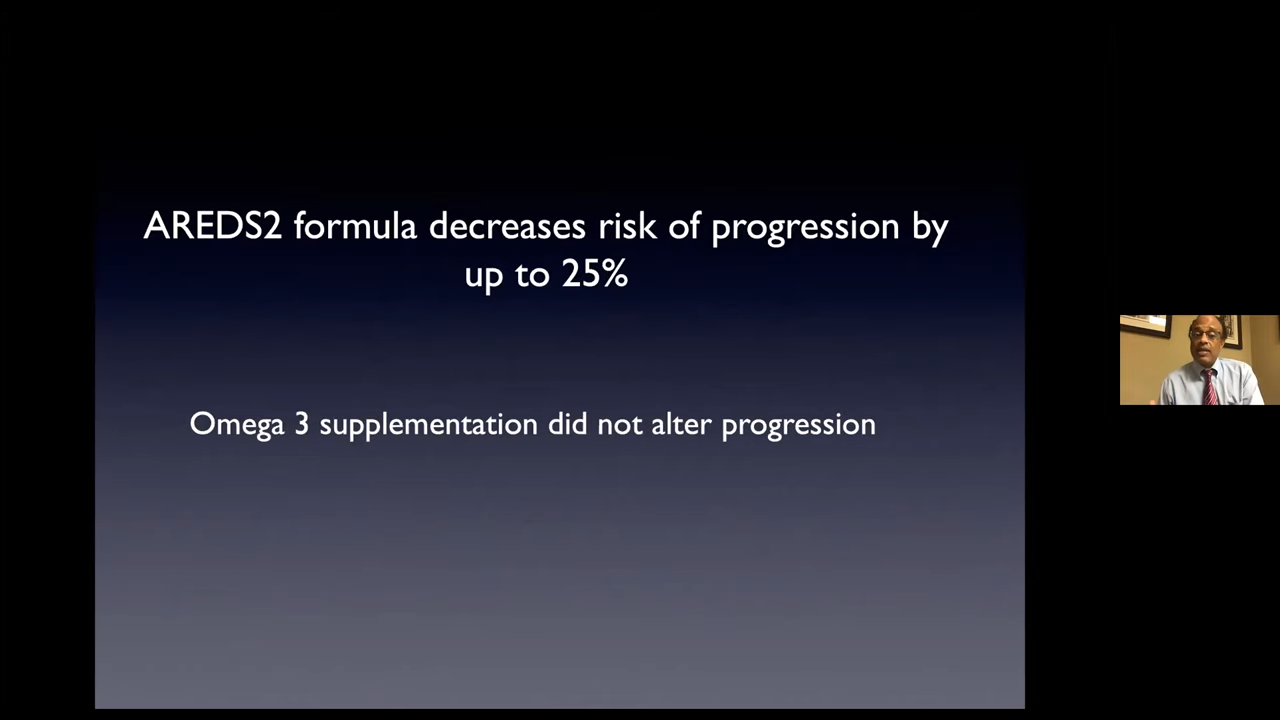 AREDS2 formula decreases risk of progression by
up to 25%
Omega 3 supplementation did not alter progression